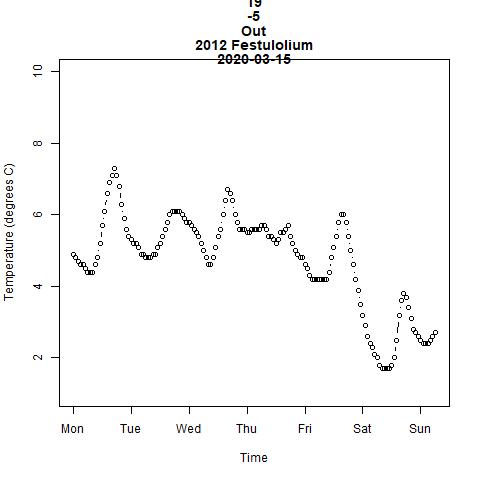 19
-5
Out
2012 Festulolium
2020-03-15
10
8
6
4
2
Temperature (degrees C)
Mon Tue Wed Thu Fri Sat Sun
Time